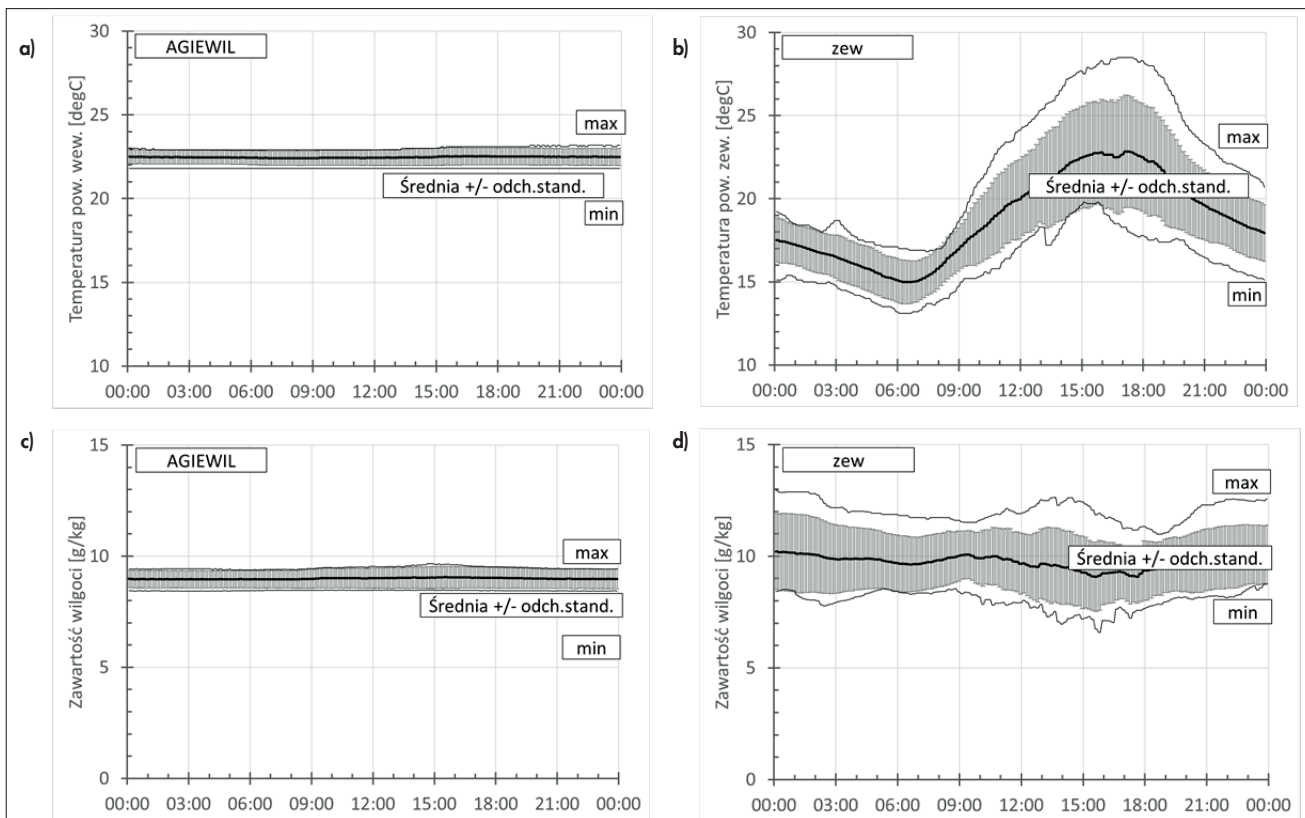 a)
AGIEWIL
Temperatura pow. wew. [degC]
30
25
20
15
10
max
Średnia +/- odch.stand.
min
00:00 03:00 06:00 09:00 12:00 15:00 18:00 21:00 00:00
b)
zew
Temperatura pow. zew. [degC]
30
25
20
15
10
max
Średnia +/- odch.stand.
min
00:00 03:00 06:00 09:00 12:00 15:00 18:00 21:00 00:00
c)
AGIEWIL
Zawartość wilgoci [g/kg]
15
10
5
0
max
Średnia +/- odch.stand.
min
00:00 03:00 06:00 09:00 12:00 15:00 18:00 21:00 00:00
d)
zew
Zawartość wilgoci [g/kg]
15
10
5
0
max
Średnia +/- odch.stand.
min
00:00 03:00 06:00 09:00 12:00 15:00 18:00 21:00 00:00